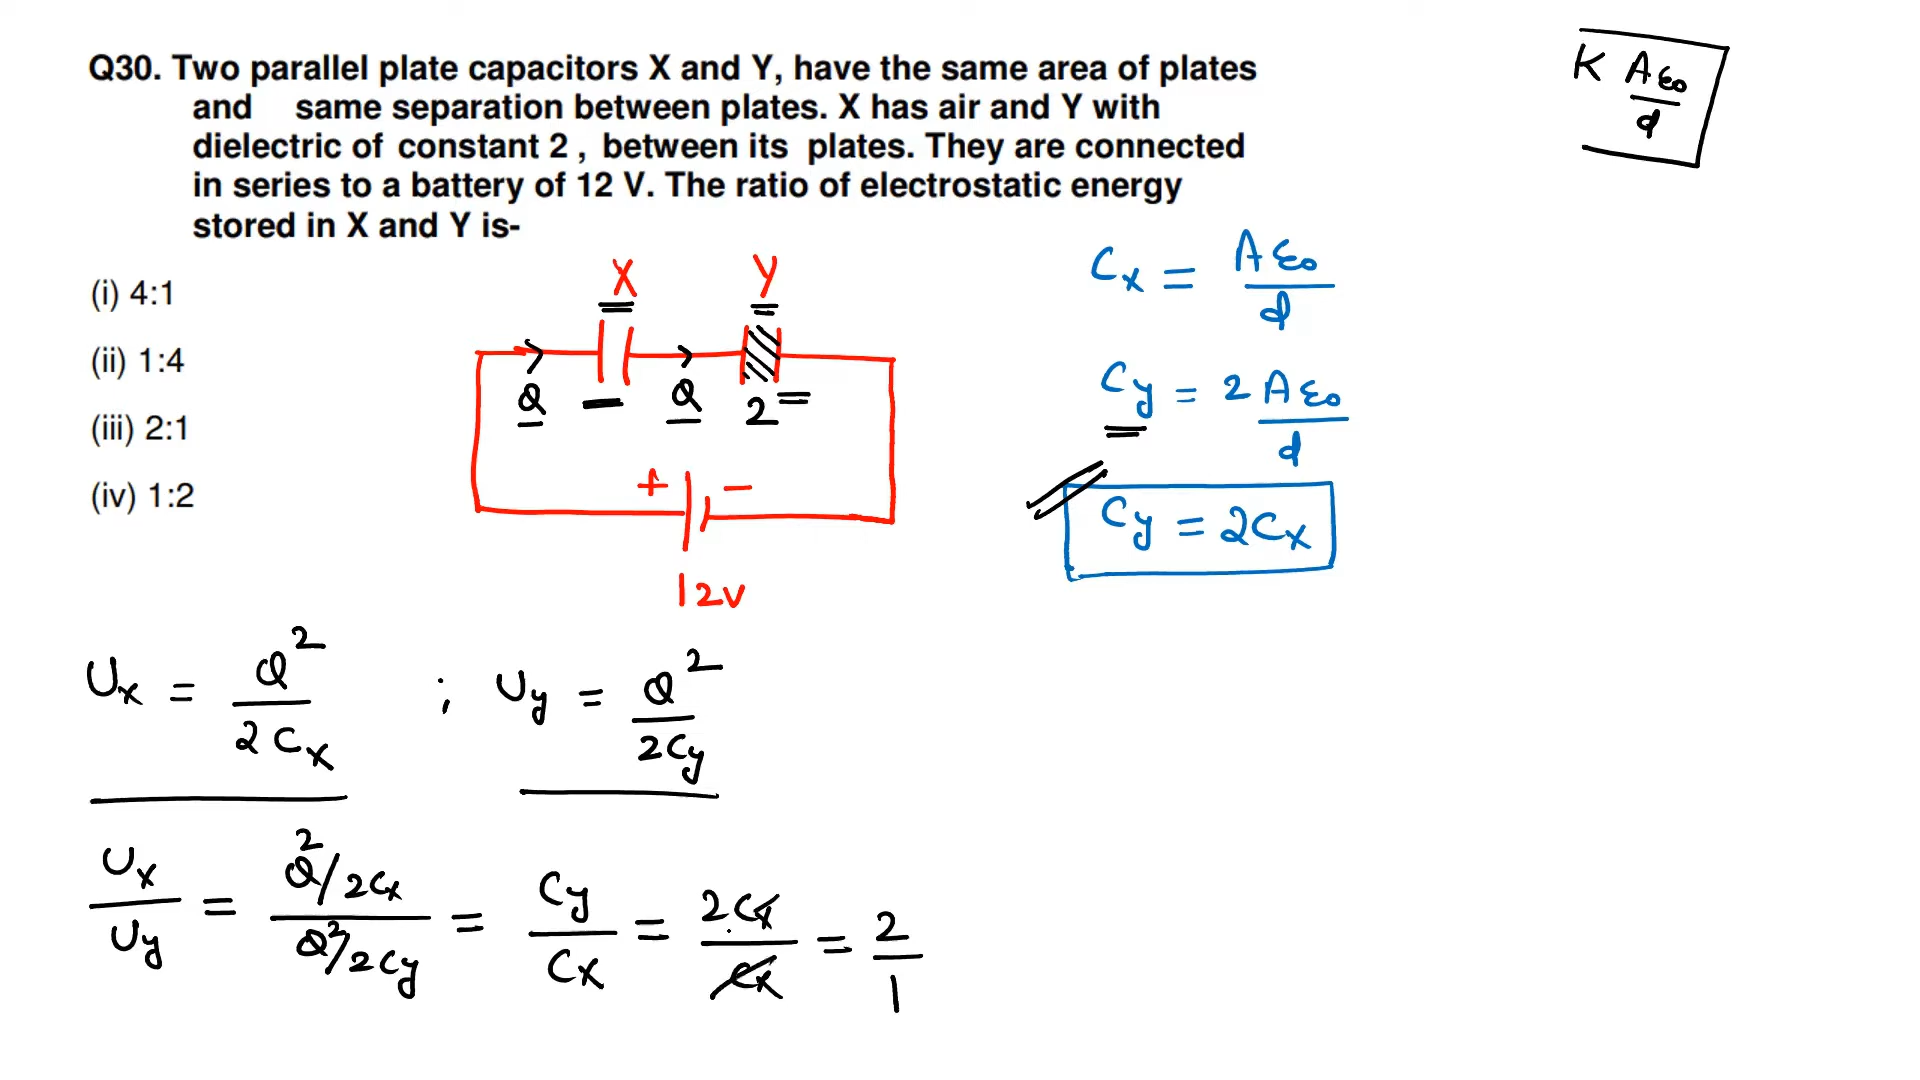 Q30. Two parallel plate capacitors X and Y, have the same area of plates
and same separation between plates. X has air and Y with
dielectric of constant 2 , between its plates. They are connected
in series to a battery of 12 V. The ratio of electrostatic energy
stored in X and Y is-
(i) 4:1
(ii) 1:4
(iii) 2:1
(iv) 1:2
K Aε₀/d
X Y
Q – Q 2
+ –
12V
Cx = Aε₀/d
Cy = 2 Aε₀/d
Cy = 2Cx
Ux = Q²/2Cx ; Uy = Q²/2Cy
Ux/Uy = (Q²/2Cx)/(Q²/2Cy) = Cy/Cx = 2Cx/Cx = 2/1